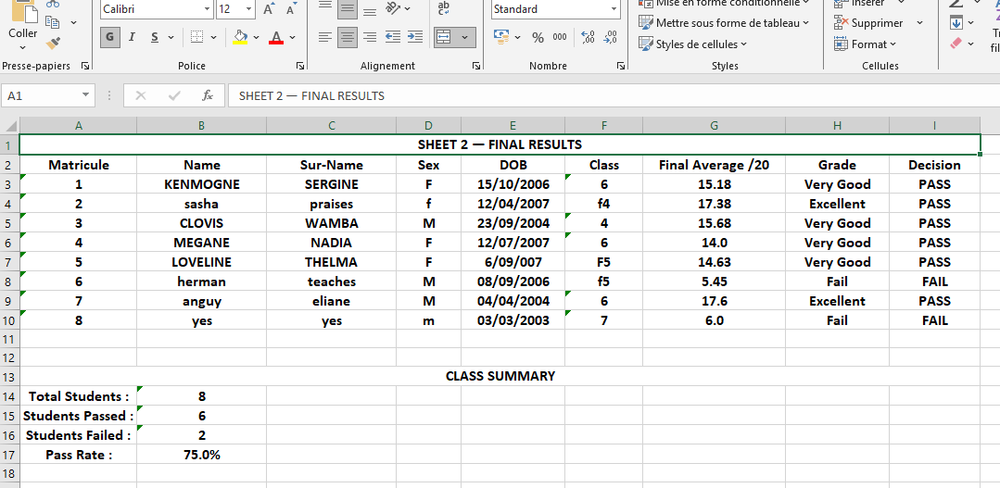 Calibri 12 A A ab Standard Mise en forme conditionnelle Insérer
Coller G I S A % 000 Mettre sous forme de tableau Supprimer
Styles de cellules Format
Presse-papiers Police Alignement Nombre Styles Cellules
A1 fx SHEET 2 — FINAL RESULTS
A B C D E F G H I
1 SHEET 2 — FINAL RESULTS
2 Matricule Name Sur-Name Sex DOB Class Final Average /20 Grade Decision
3 1 KENMOGNE SERGINE F 15/10/2006 6 15.18 Very Good PASS
4 2 sasha praises f 12/04/2007 f4 17.38 Excellent PASS
5 3 CLOVIS WAMBA M 23/09/2004 4 15.68 Very Good PASS
6 4 MEGANE NADIA F 12/07/2007 6 14.0 Very Good PASS
7 5 LOVELINE THELMA F 6/09/007 F5 14.63 Very Good PASS
8 6 herman teaches M 08/09/2006 f5 5.45 Fail FAIL
9 7 anguy eliane M 04/04/2004 6 17.6 Excellent PASS
10 8 yes yes m 03/03/2003 7 6.0 Fail FAIL
11
12
13 CLASS SUMMARY
14 Total Students : 8
15 Students Passed : 6
16 Students Failed : 2
17 Pass Rate : 75.0%
18